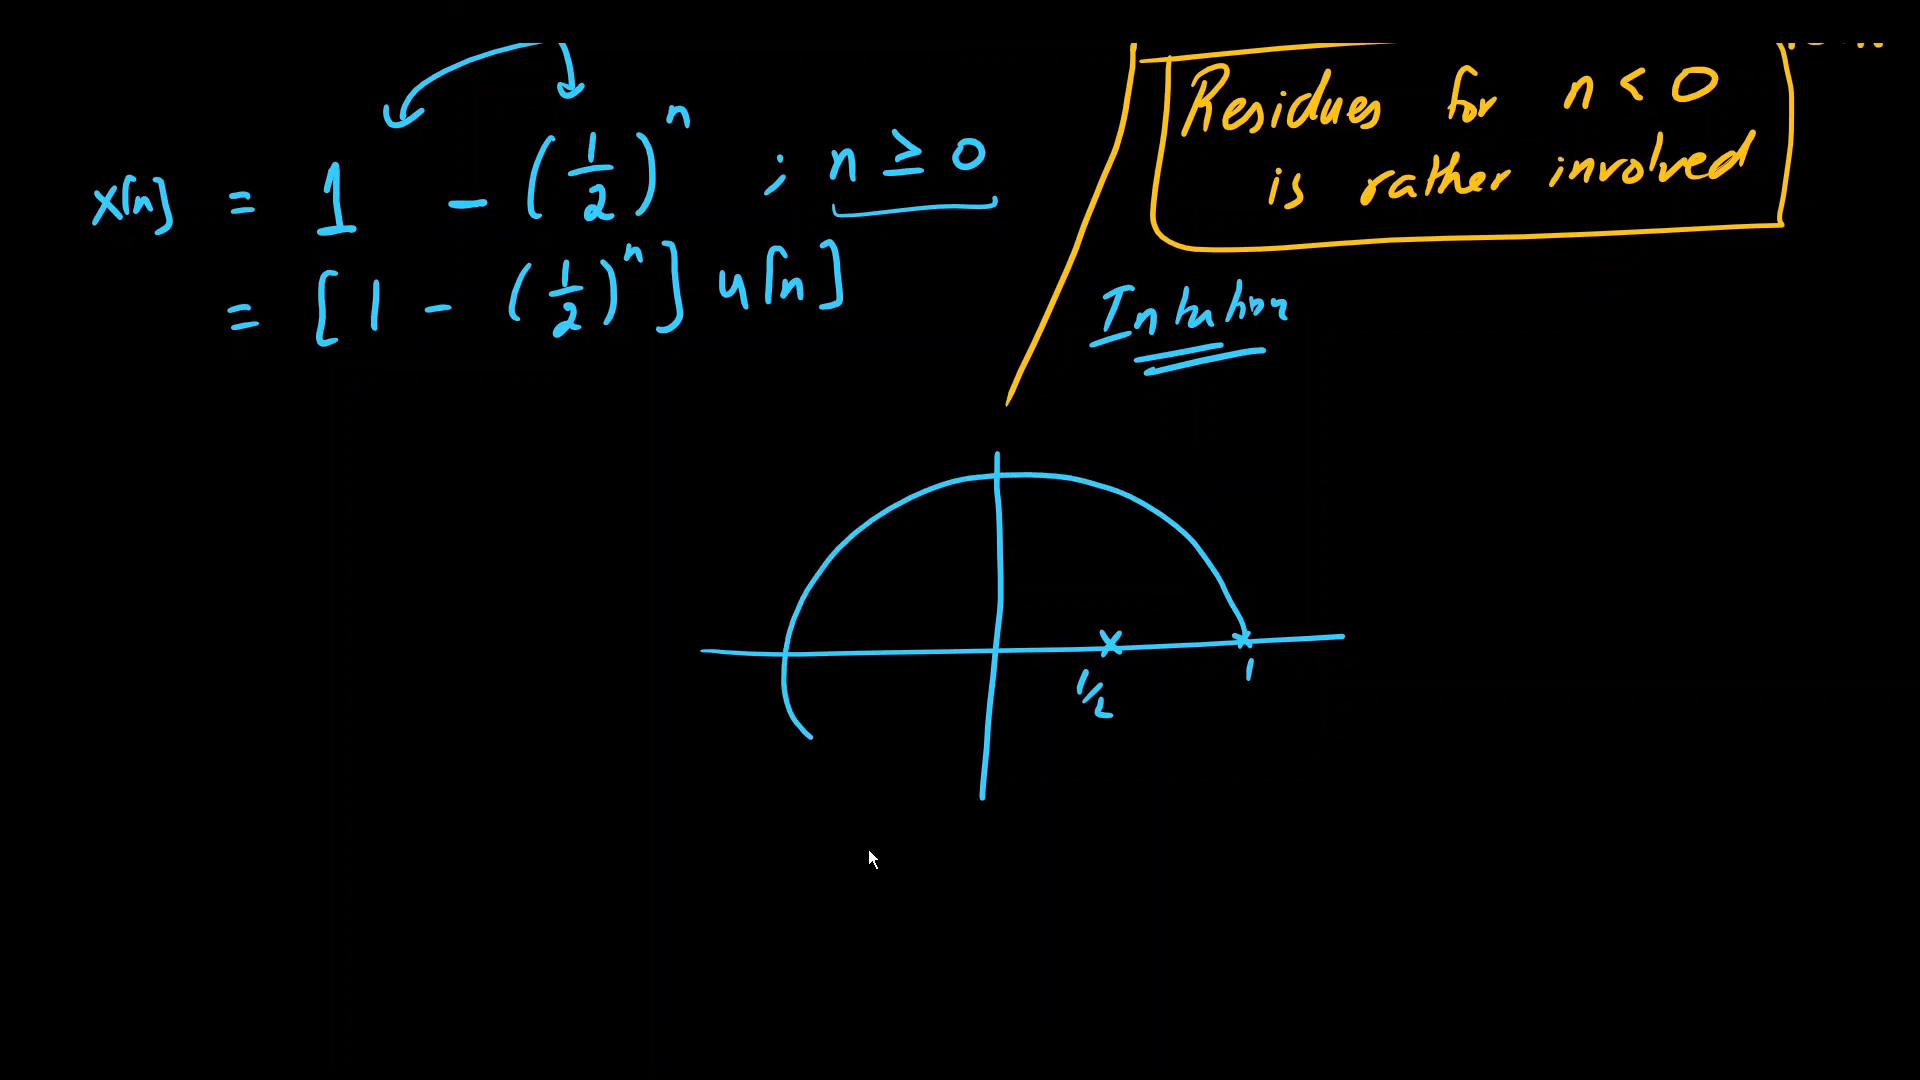 x[n] = 1 - (1/2)^n ; n ≥ 0
= [1 - (1/2)^n] u[n]
Residues for n < 0
is rather involved
Intuition
1/2
1